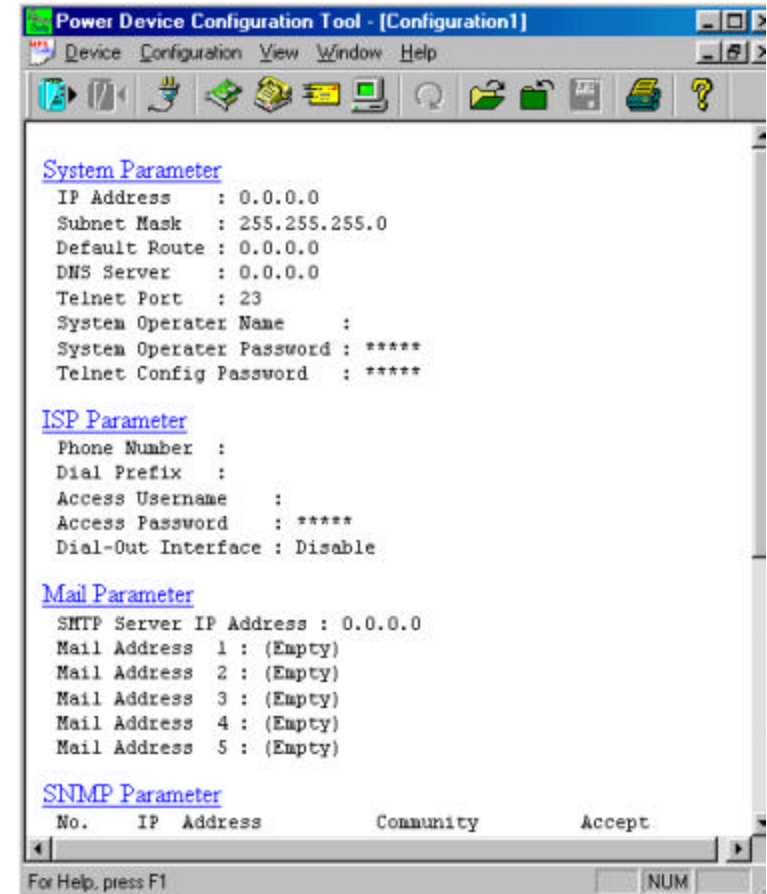 Power Device Configuration Tool - [Configuration1]
Device Configuration View Window Help
System Parameter
IP Address : 0.0.0.0
Subnet Mask : 255.255.255.0
Default Route : 0.0.0.0
DNS Server : 0.0.0.0
Telnet Port : 23
System Operater Name :
System Operater Password : *****
Telnet Config Password : *****
ISP Parameter
Phone Number :
Dial Prefix :
Access Username :
Access Password : *****
Dial-Out Interface : Disable
Mail Parameter
SMTP Server IP Address : 0.0.0.0
Mail Address 1 : (Empty)
Mail Address 2 : (Empty)
Mail Address 3 : (Empty)
Mail Address 4 : (Empty)
Mail Address 5 : (Empty)
SNMP Parameter
No. IP Address Community Accept
For Help, press F1 NUM